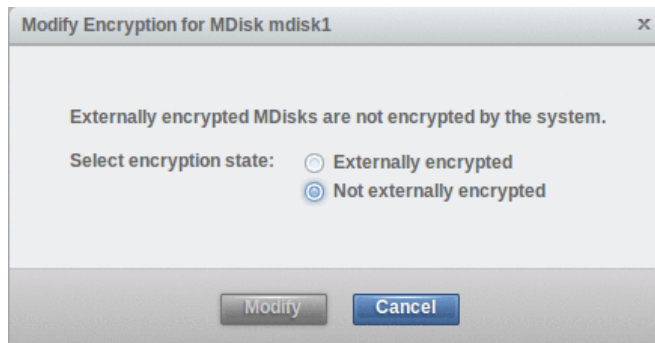 Modify Encryption for MDisk mdisk1 x
Externally encrypted MDisks are not encrypted by the system.
Select encryption state: Externally encrypted
Not externally encrypted
Modify Cancel